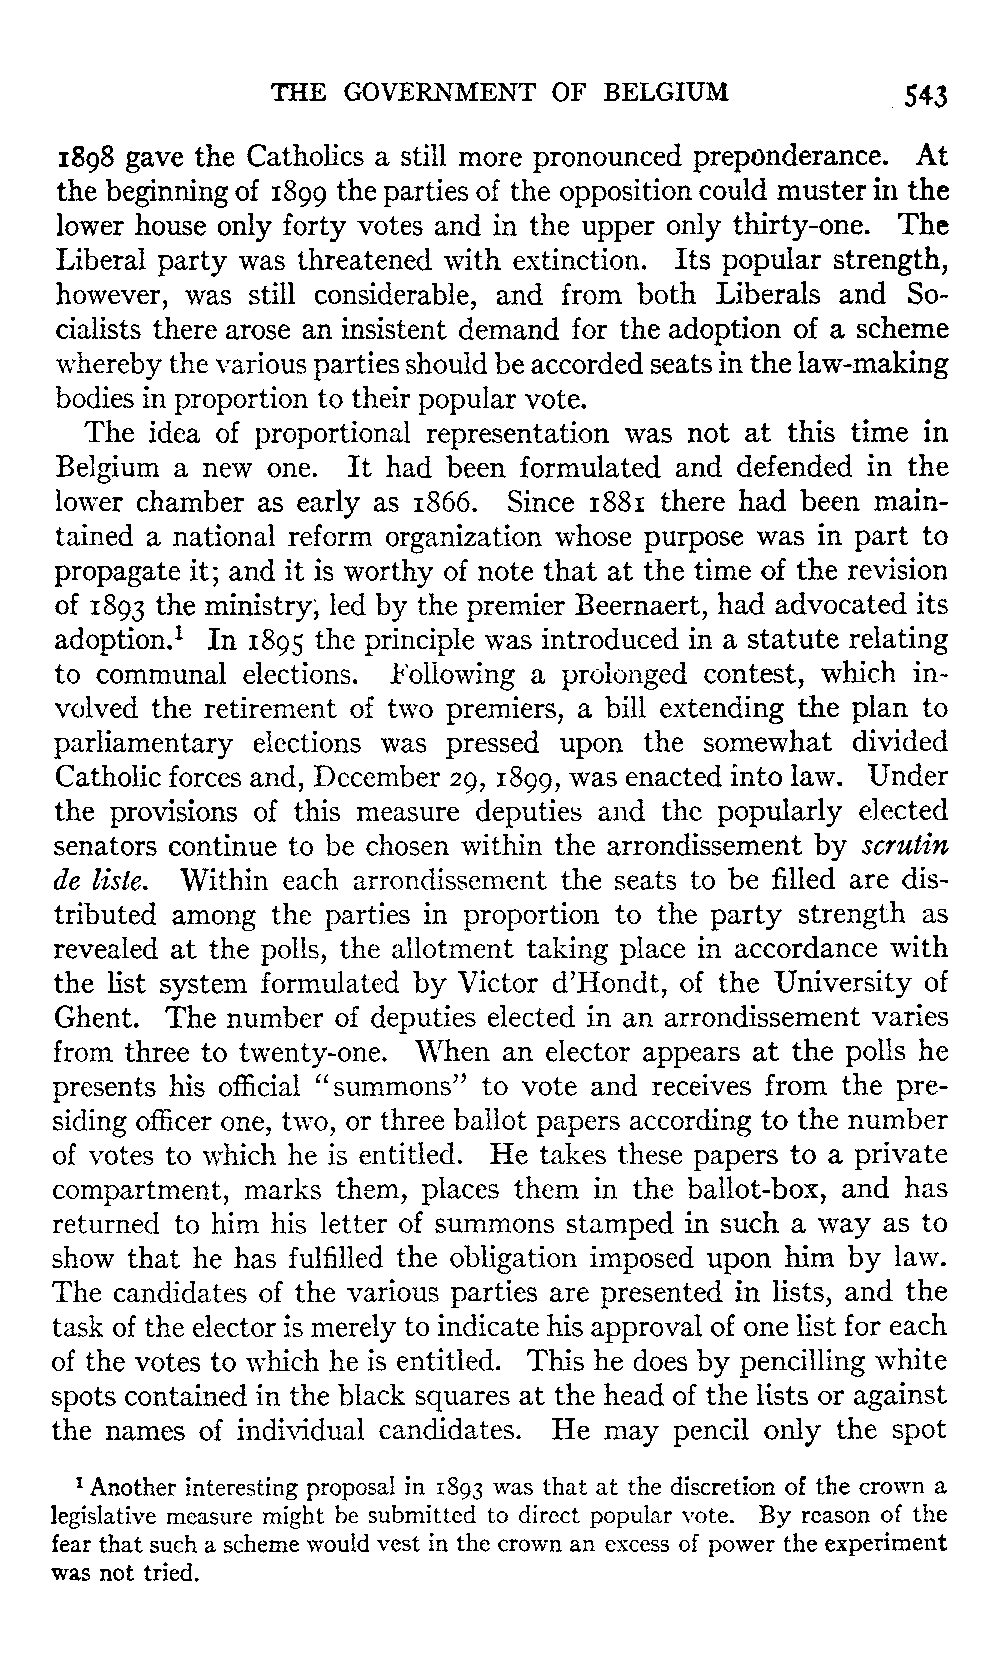 THE GOVERNMENT OF BELGIUM 543
1898 gave the Catholics a still more pronounced preponderance. At
the beginning of 1899 the parties of the opposition could muster in the
lower house only forty votes and in the upper only thirty-one. The
Liberal party was threatened with extinction. Its popular strength,
however, was still considerable, and from both Liberals and So-
cialists there arose an insistent demand for the adoption of a scheme
whereby the various parties should be accorded seats in the law-making
bodies in proportion to their popular vote.
The idea of proportional representation was not at this time in
Belgium a new one. It had been formulated and defended in the
lower chamber as early as 1866. Since 1881 there had been main-
tained a national reform organization whose purpose was in part to
propagate it; and it is worthy of note that at the time of the revision
of 1893 the ministry, led by the premier Beernaert, had advocated its
adoption.¹ In 1895 the principle was introduced in a statute relating
to communal elections. Following a prolonged contest, which in-
volved the retirement of two premiers, a bill extending the plan to
parliamentary elections was pressed upon the somewhat divided
Catholic forces and, December 29, 1899, was enacted into law. Under
the provisions of this measure deputies and the popularly elected
senators continue to be chosen within the arrondissement by scrutin
de liste. Within each arrondissement the seats to be filled are dis-
tributed among the parties in proportion to the party strength as
revealed at the polls, the allotment taking place in accordance with
the list system formulated by Victor d'Hondt, of the University of
Ghent. The number of deputies elected in an arrondissement varies
from three to twenty-one. When an elector appears at the polls he
presents his official "summons" to vote and receives from the pre-
siding officer one, two, or three ballot papers according to the number
of votes to which he is entitled. He takes these papers to a private
compartment, marks them, places them in the ballot-box, and has
returned to him his letter of summons stamped in such a way as to
show that he has fulfilled the obligation imposed upon him by law.
The candidates of the various parties are presented in lists, and the
task of the elector is merely to indicate his approval of one list for each
of the votes to which he is entitled. This he does by pencilling white
spots contained in the black squares at the head of the lists or against
the names of individual candidates. He may pencil only the spot
¹ Another interesting proposal in 1893 was that at the discretion of the crown a
legislative measure might be submitted to direct popular vote. By reason of the
fear that such a scheme would vest in the crown an excess of power the experiment
was not tried.